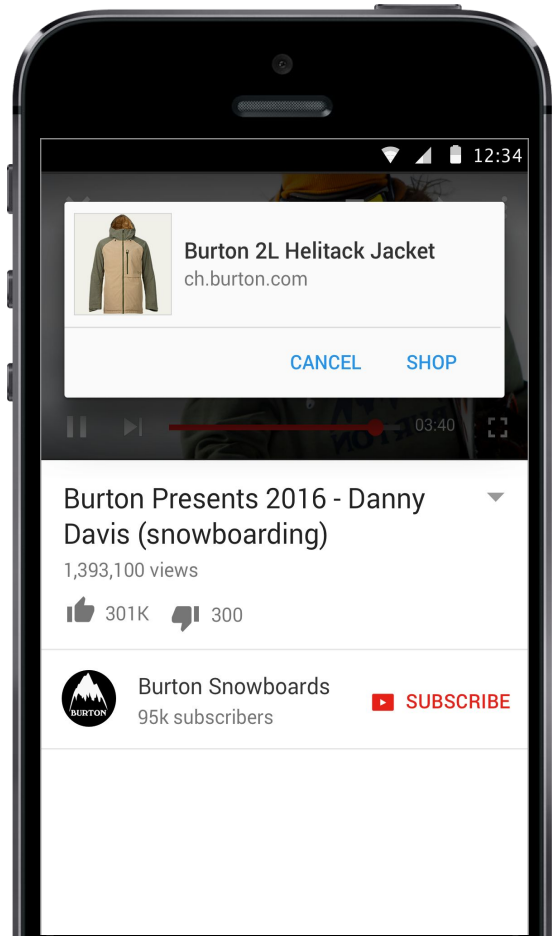 12:34
Burton 2L Helitack Jacket
ch.burton.com
CANCEL
SHOP
03:40
Burton Presents 2016 - Danny
Davis (snowboarding)
1,393,100 views
301K
300
Burton Snowboards
95k subscribers
BURTON
SUBSCRIBE